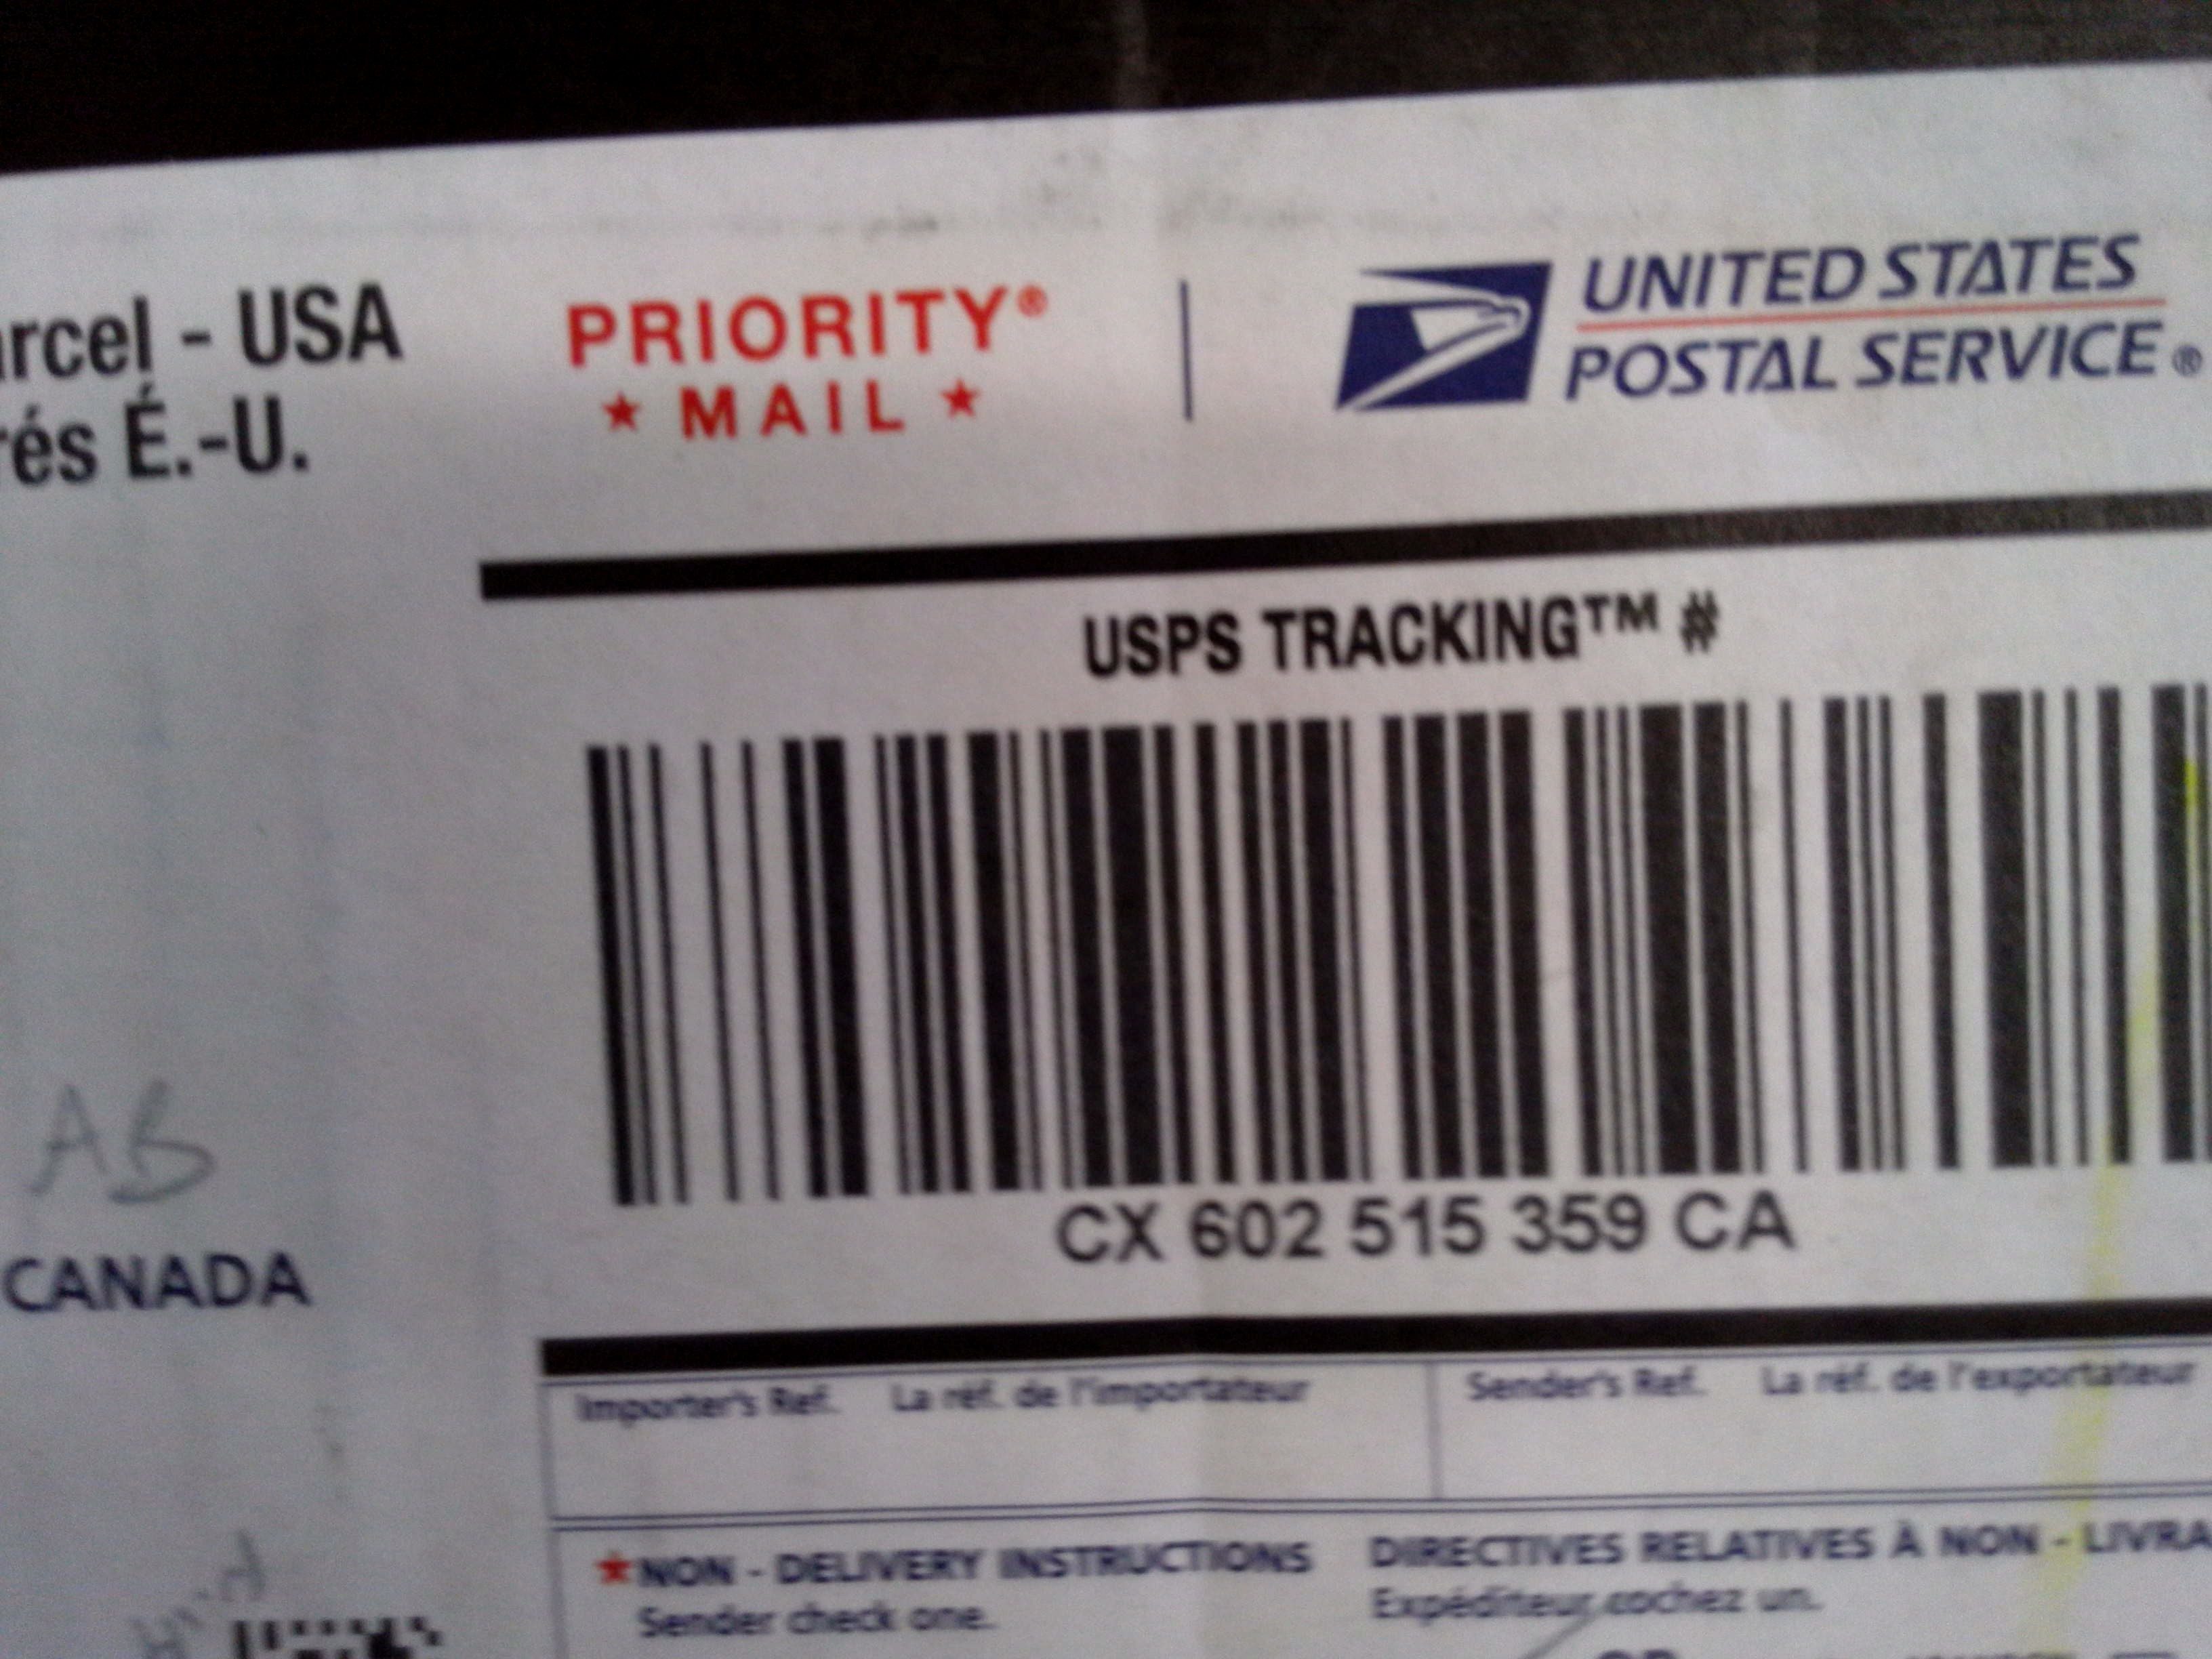 arcel - USA
rés É.-U.
PRIORITY®
★ MAIL ★
UNITED STATES
POSTAL SERVICE®
USPS TRACKING™ #
CX 602 515 359 CA
AB
CANADA
Importer's Ref. La réf. de l'importateur
Sender's Ref. La réf. de l'exportateur
★NON - DELIVERY INSTRUCTIONS
Sender check one.
DIRECTIVES RELATIVES À NON - LIVRA
Expéditeur cochez un.